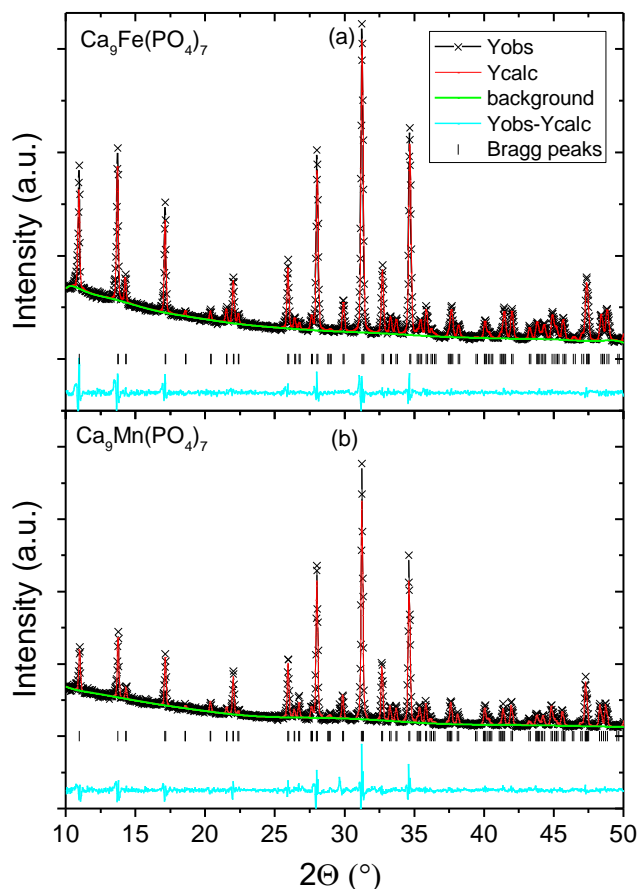 Ca₉Fe(PO₄)₇
(a)
Yobs
Ycalc
background
Yobs-Ycalc
Bragg peaks
Intensity (a.u.)
Ca₉Mn(PO₄)₇
(b)
Intensity (a.u.)
10 15 20 25 30 35 40 45 50
2Θ (°)